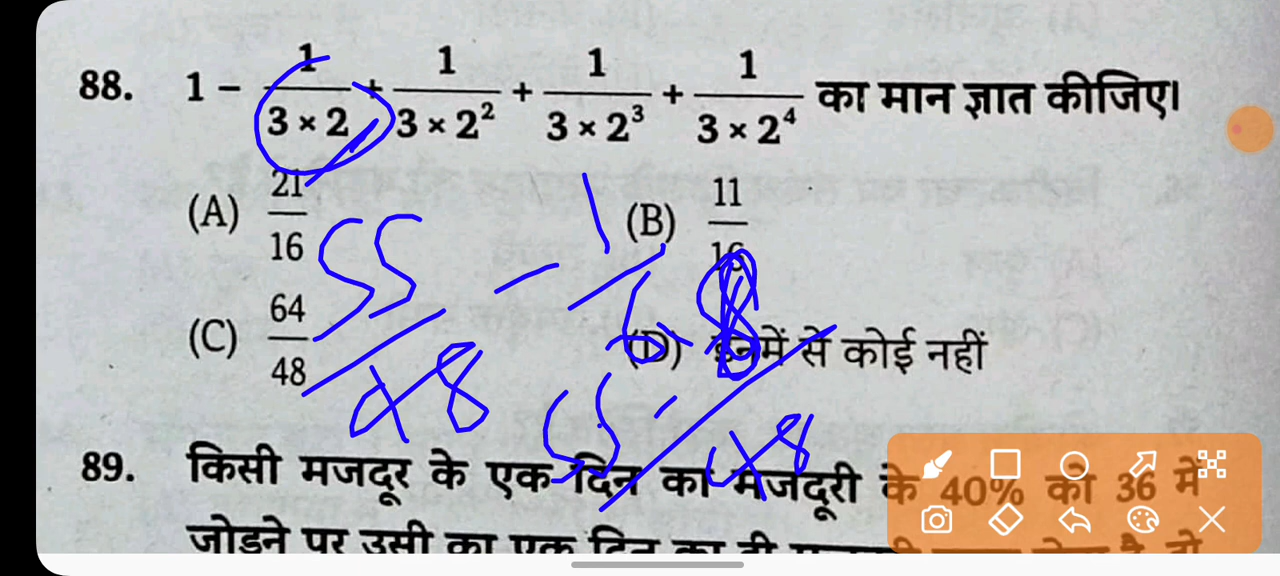 88. 1 − 1/(3 × 2) + 1/(3 × 2²) + 1/(3 × 2³) + 1/(3 × 2⁴) का मान ज्ञात कीजिए।
(A) 21/16 (B) 11/16
(C) 64/48 (D) इनमें से कोई नहीं
55/48 − 1/6 × 8
55/48
89. किसी मजदूर के एक दिन का मजदूरी के 40% को 36 में
जोड़ने पर उसी का एक दिन का